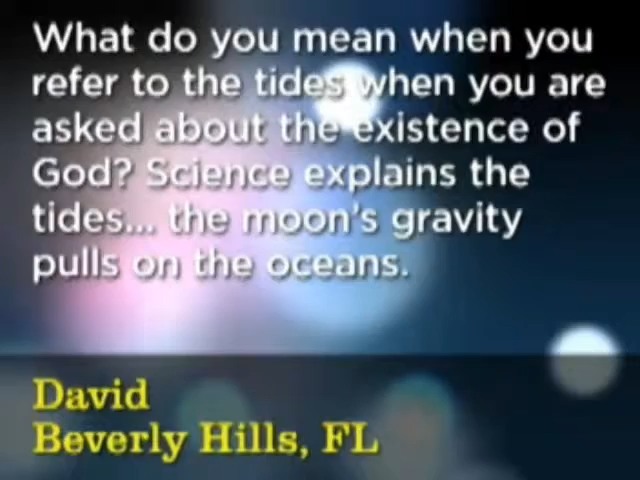 What do you mean when you
refer to the tides when you are
asked about the existence of
God? Science explains the
tides... the moon's gravity
pulls on the oceans.
David
Beverly Hills, FL